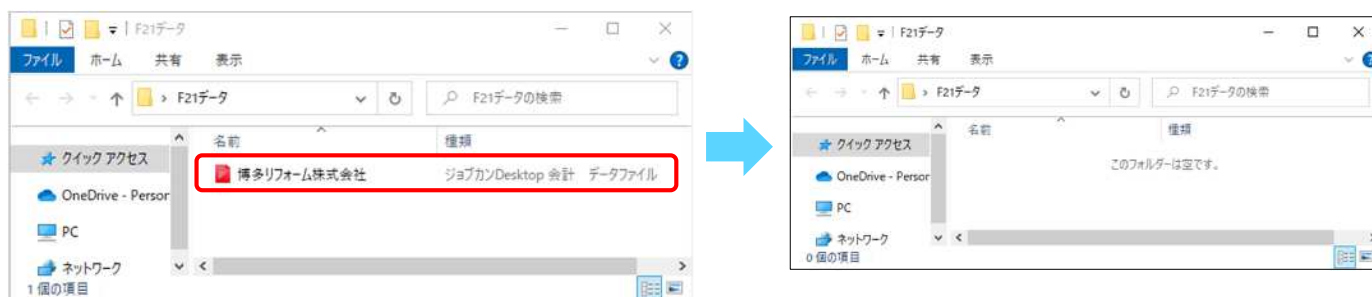 F21データ
ファイル ホーム 共有 表示
F21データ
F21データの検索
名前 種類
クイック アクセス
博多リフォーム株式会社 ジョブカンDesktop 会計 データファイル
OneDrive - Person
PC
ネットワーク
1 個の項目
F21データ
ファイル ホーム 共有 表示
F21データ
F21データの検索
名前 種類
クイック アクセス
このフォルダーは空です。
OneDrive - Person
PC
ネットワーク
0 個の項目